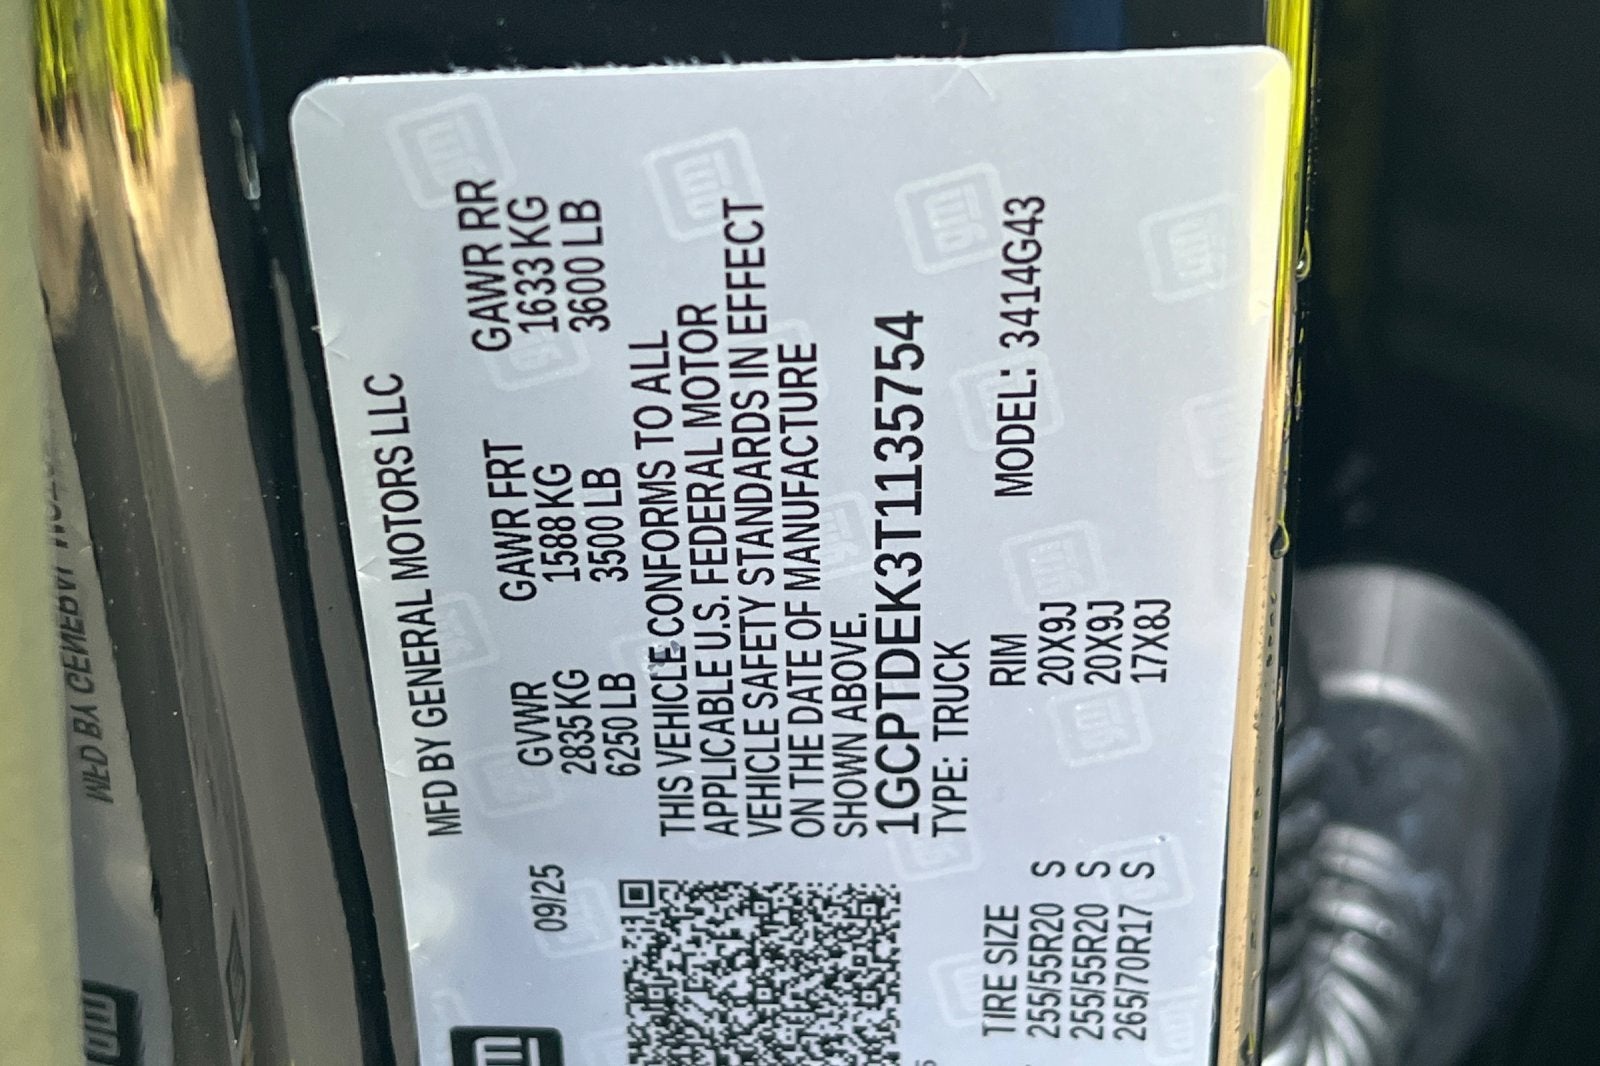 MFD BY GENERAL MOTORS LLC
09/25
GVWR GAWR FRT GAWR RR
2835 KG 1588 KG 1633 KG
6250 LB 3500 LB 3600 LB
THIS VEHICLE CONFORMS TO ALL
APPLICABLE U.S. FEDERAL MOTOR
VEHICLE SAFETY STANDARDS IN EFFECT
ON THE DATE OF MANUFACTURE
SHOWN ABOVE.
1GCPTDEK3T1135754
TYPE: TRUCK
TIRE SIZE RIM MODEL: 3414G43
255/55R20 S 20X9J
255/55R20 S 20X9J
265/70R17 S 17X8J
gm